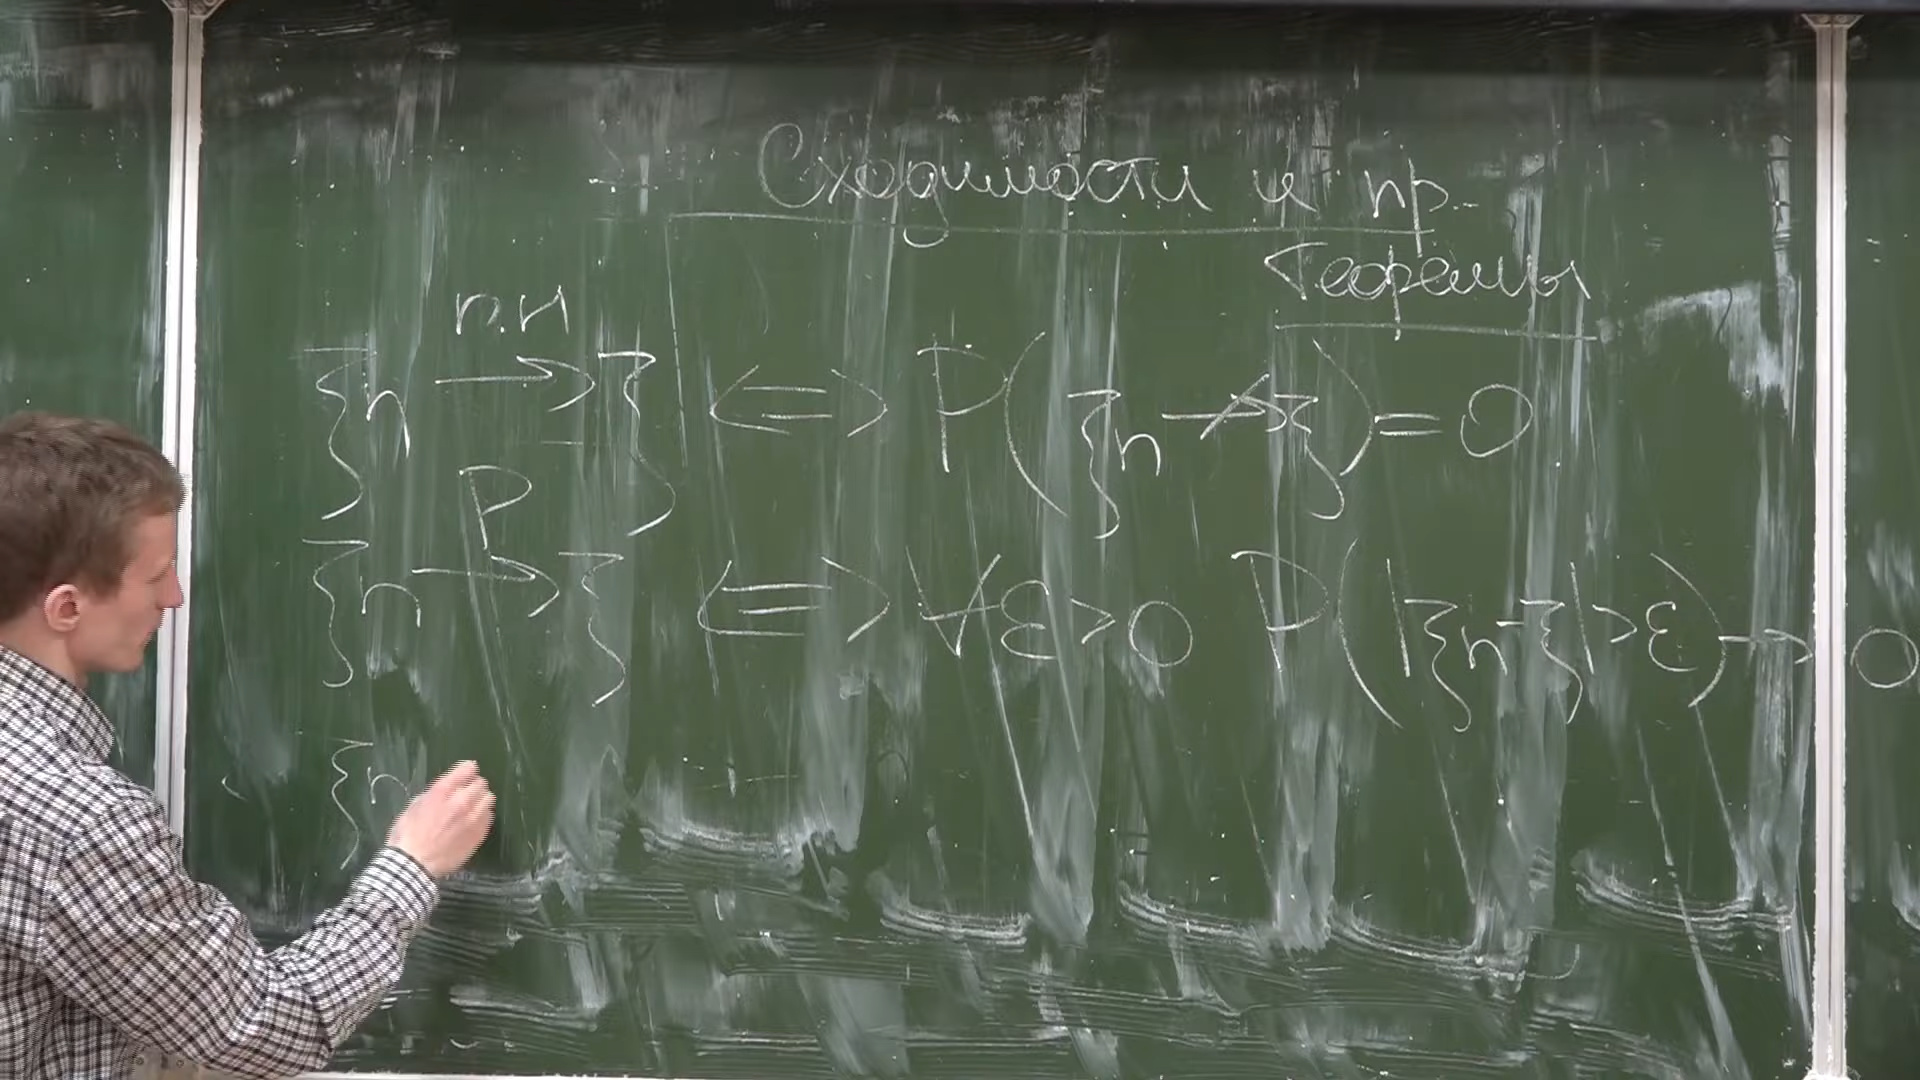 Сходимости и пр.
теоремы
ξn п.н→ ξ <=> P(ξn ↛ ξ) = 0
ξn P→ ξ <=> ∀ε>0 P(|ξn-ξ|>ε)→0
ξn